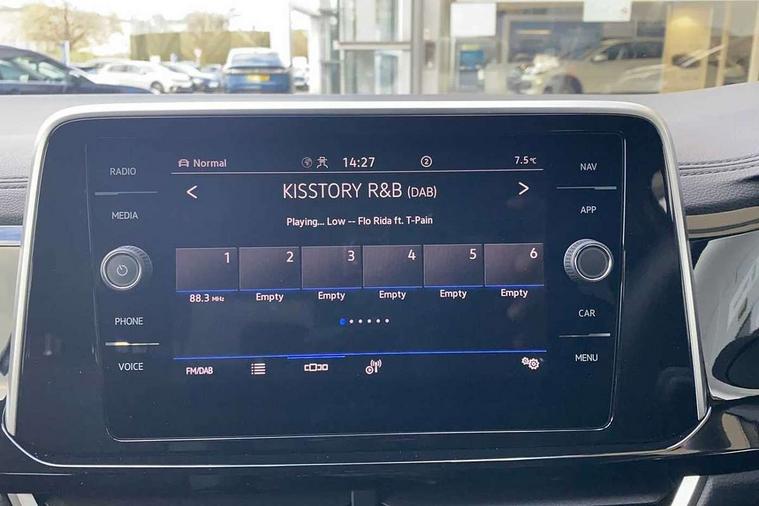 RADIO
MEDIA
PHONE
VOICE
Normal 14:27 2 7.5°C
< KISSTORY R&B (DAB) >
Playing... Low -- Flo Rida ft. T-Pain
1 2 3 4 5 6
88.3 MHz Empty Empty Empty Empty Empty
FM/DAB
NAV
APP
CAR
MENU